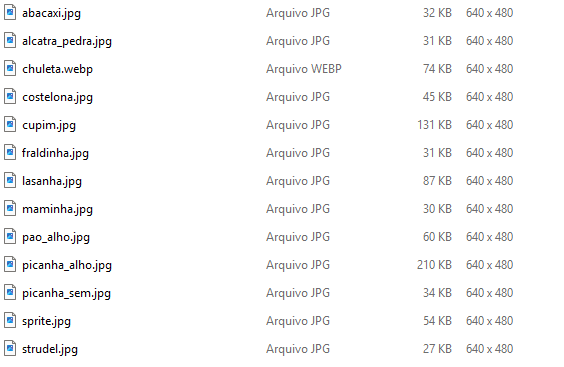 abacaxi.jpg Arquivo JPG 32 KB 640 x 480
alcatra_pedra.jpg Arquivo JPG 31 KB 640 x 480
chuleta.webp Arquivo WEBP 74 KB 640 x 480
costelona.jpg Arquivo JPG 45 KB 640 x 480
cupim.jpg Arquivo JPG 131 KB 640 x 480
fraldinha.jpg Arquivo JPG 31 KB 640 x 480
lasanha.jpg Arquivo JPG 87 KB 640 x 480
maminha.jpg Arquivo JPG 30 KB 640 x 480
pao_alho.jpg Arquivo JPG 60 KB 640 x 480
picanha_alho.jpg Arquivo JPG 210 KB 640 x 480
picanha_sem.jpg Arquivo JPG 34 KB 640 x 480
sprite.jpg Arquivo JPG 54 KB 640 x 480
strudel.jpg Arquivo JPG 27 KB 640 x 480